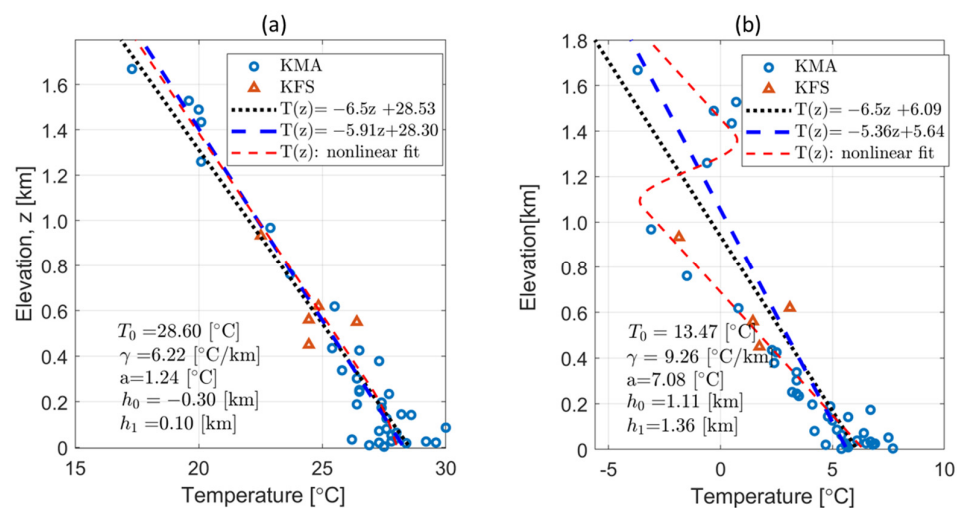 (a)
1.6
1.4
1.2
1.0
0.8
0.6
0.4
0.2
0
Elevation, z [km]
KMA
KFS
T(z)= −6.5z +28.53
T(z)= −5.91z+28.30
T(z): nonlinear fit
T₀ =28.60 [°C]
γ =6.22 [°C/km]
a=1.24 [°C]
h₀ = −0.30 [km]
h₁ =0.10 [km]
15 20 25 30
Temperature [°C]
(b)
1.8
1.6
1.4
1.2
1.0
0.8
0.6
0.4
0.2
0.0
Elevation[km]
KMA
KFS
T(z)= −6.5z +6.09
T(z)= −5.36z+5.64
T(z): nonlinear fit
T₀ =13.47 [°C]
γ = 9.26 [°C/km]
a=7.08 [°C]
h₀ = 1.11 [km]
h₁=1.36 [km]
-5 0 5 10
Temperature [°C]